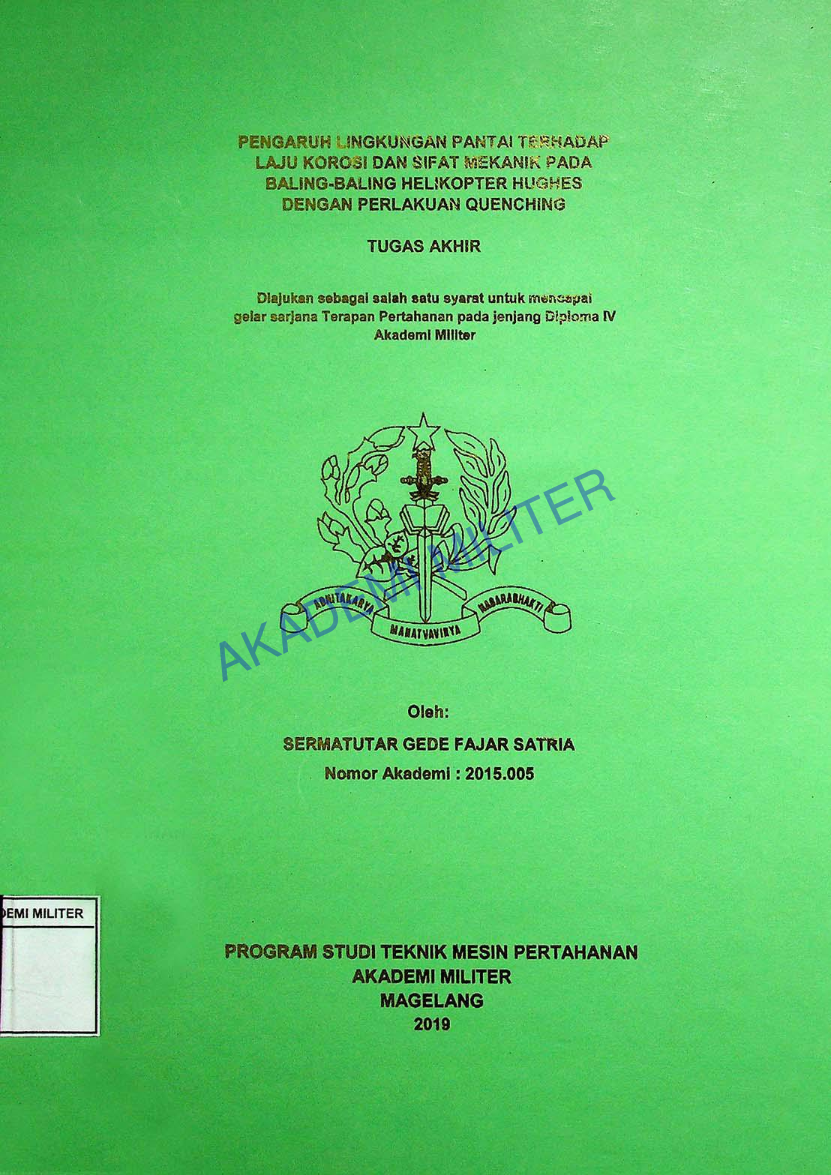 PENGARUH LINGKUNGAN PANTAI TERHADAP
LAJU KOROSI DAN SIFAT MEKANIK PADA
BALING-BALING HELIKOPTER HUGHES
DENGAN PERLAKUAN QUENCHING
TUGAS AKHIR
Diajukan sebagai salah satu syarat untuk mencapai
gelar sarjana Terapan Pertahanan pada jenjang Diploma IV
Akademi Militer
ADHITAKARYA
MAHATVAVIRYA
NAGARABHAKTI
AKADEMI MILITER
Oleh:
SERMATUTAR GEDE FAJAR SATRIA
Nomor Akademi : 2015.005
DEMI MILITER
PROGRAM STUDI TEKNIK MESIN PERTAHANAN
AKADEMI MILITER
MAGELANG
2019